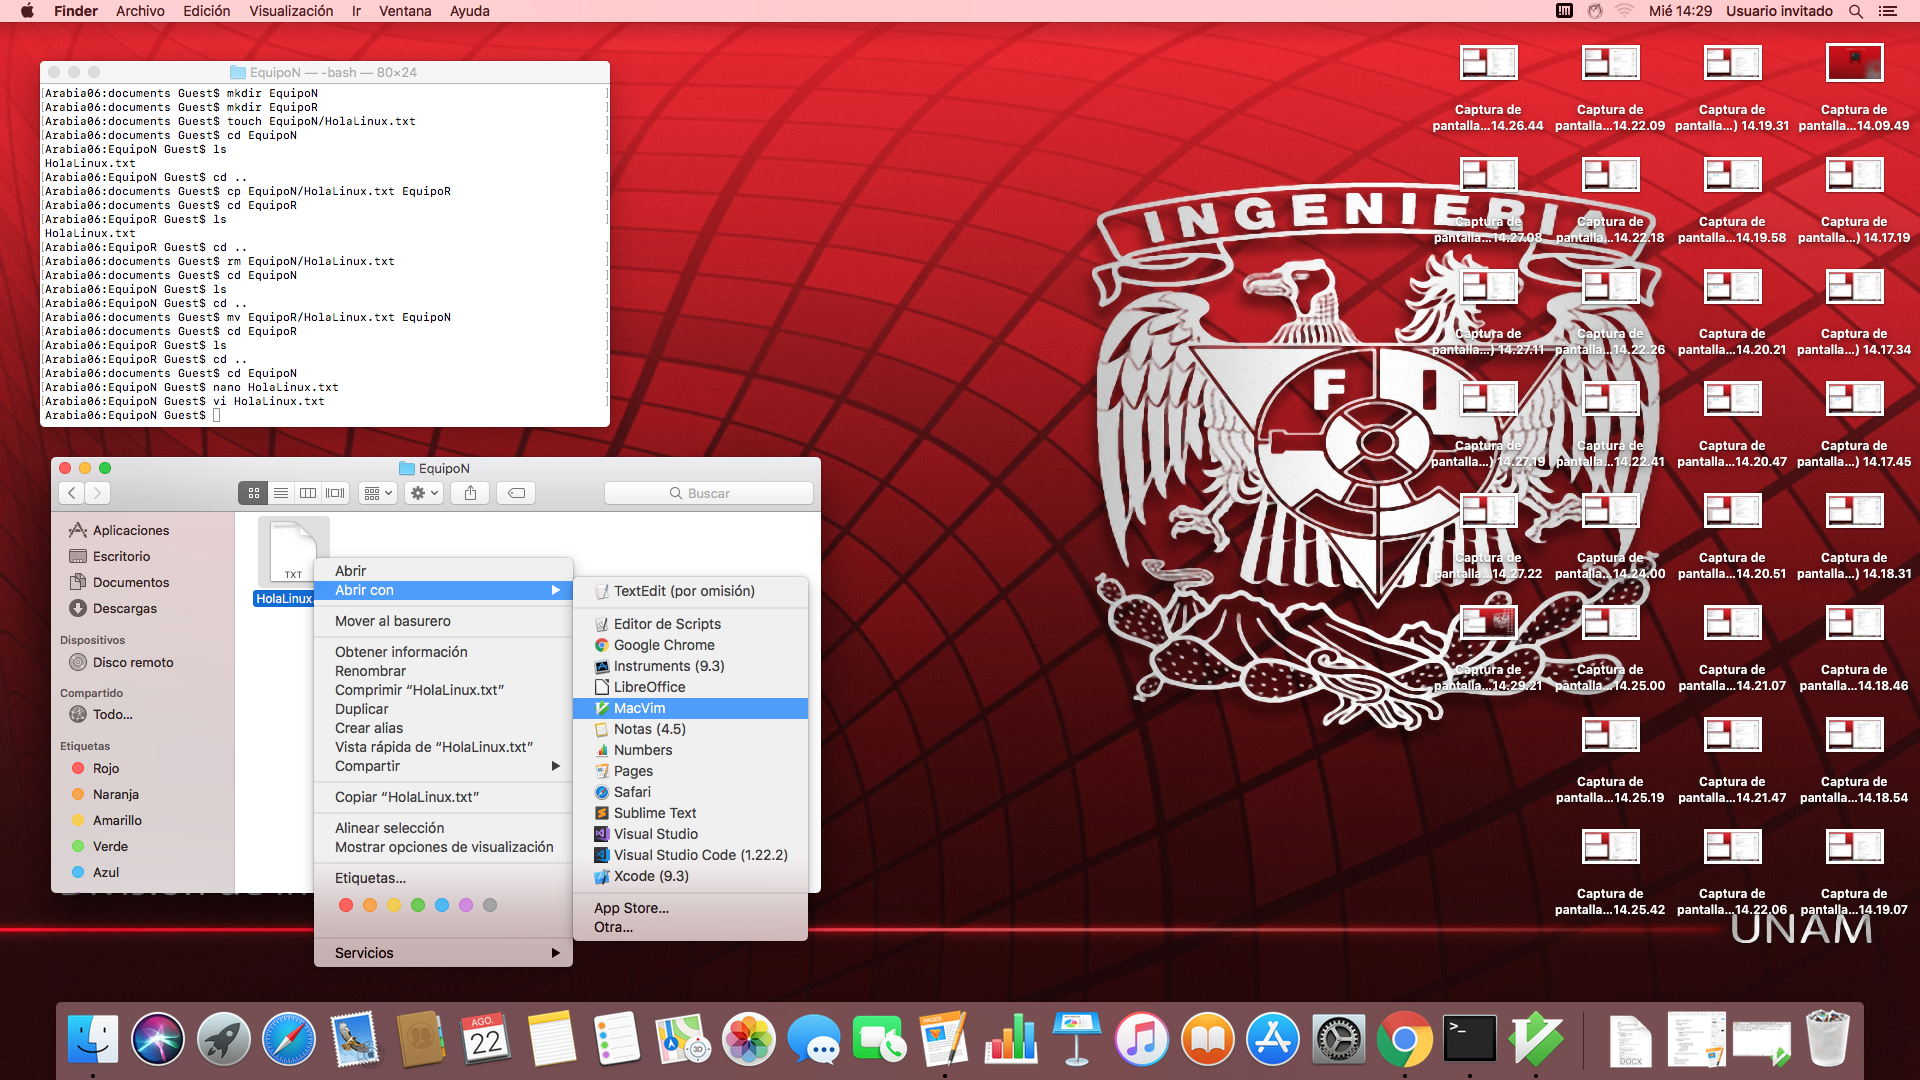 Finder Archivo Edición Visualización Ir Ventana Ayuda
Mié 14:29 Usuario invitado
EquipoN — -bash — 80×24
[Arabia06:documents Guest$ mkdir EquipoN ]
[Arabia06:documents Guest$ mkdir EquipoR ]
[Arabia06:documents Guest$ touch EquipoN/HolaLinux.txt ]
[Arabia06:documents Guest$ cd EquipoN ]
[Arabia06:EquipoN Guest$ ls ]
HolaLinux.txt
[Arabia06:EquipoN Guest$ cd .. ]
[Arabia06:documents Guest$ cp EquipoN/HolaLinux.txt EquipoR ]
[Arabia06:documents Guest$ cd EquipoR ]
[Arabia06:EquipoR Guest$ ls ]
HolaLinux.txt
[Arabia06:EquipoR Guest$ cd .. ]
[Arabia06:documents Guest$ rm EquipoN/HolaLinux.txt ]
[Arabia06:documents Guest$ cd EquipoN ]
[Arabia06:EquipoN Guest$ ls ]
[Arabia06:EquipoN Guest$ cd .. ]
[Arabia06:documents Guest$ mv EquipoR/HolaLinux.txt EquipoN ]
[Arabia06:documents Guest$ cd EquipoR ]
[Arabia06:EquipoR Guest$ ls ]
[Arabia06:EquipoR Guest$ cd .. ]
[Arabia06:documents Guest$ cd EquipoN ]
[Arabia06:EquipoN Guest$ nano HolaLinux.txt ]
[Arabia06:EquipoN Guest$ vi HolaLinux.txt ]
Arabia06:EquipoN Guest$
EquipoN
Buscar
Aplicaciones
Escritorio
Documentos
Descargas
Dispositivos
Disco remoto
Compartido
Todo...
Etiquetas
Rojo
Naranja
Amarillo
Verde
Azul
TXT
HolaLinux.
Abrir
Abrir con
Mover al basurero
Obtener información
Renombrar
Comprimir “HolaLinux.txt”
Duplicar
Crear alias
Vista rápida de “HolaLinux.txt”
Compartir
Copiar “HolaLinux.txt”
Alinear selección
Mostrar opciones de visualización
Etiquetas...
Servicios
TextEdit (por omisión)
Editor de Scripts
Google Chrome
Instruments (9.3)
LibreOffice
MacVim
Notas (4.5)
Numbers
Pages
Safari
Sublime Text
Visual Studio
Visual Studio Code (1.22.2)
Xcode (9.3)
App Store...
Otra...
INGENIERIA
F I
Captura de Captura de Captura de Captura de
pantalla...14.26.44 pantalla...14.22.09 pantalla...) 14.19.31 pantalla...14.09.49
Captura de Captura de Captura de Captura de
pantalla...14.27.08 pantalla...14.22.18 pantalla...14.19.58 pantalla...) 14.17.19
Captura de Captura de Captura de Captura de
pantalla...) 14.27.11 pantalla...14.22.26 pantalla...14.20.21 pantalla...) 14.17.34
Captura de Captura de Captura de Captura de
pantalla...) 14.27.19 pantalla...14.22.41 pantalla...14.20.47 pantalla...) 14.17.45
Captura de Captura de Captura de Captura de
pantalla...14.27.22 pantalla...14.24.00 pantalla...14.20.51 pantalla...) 14.18.31
Captura de Captura de Captura de Captura de
pantalla...14.29.21 pantalla...14.25.00 pantalla...14.21.07 pantalla...14.18.46
Captura de Captura de Captura de
pantalla...14.25.19 pantalla...14.21.47 pantalla...14.18.54
Captura de Captura de Captura de
pantalla...14.25.42 pantalla...14.22.06 pantalla...14.19.07
UNAM
AGO.
22
3D
PAGES
DOCX